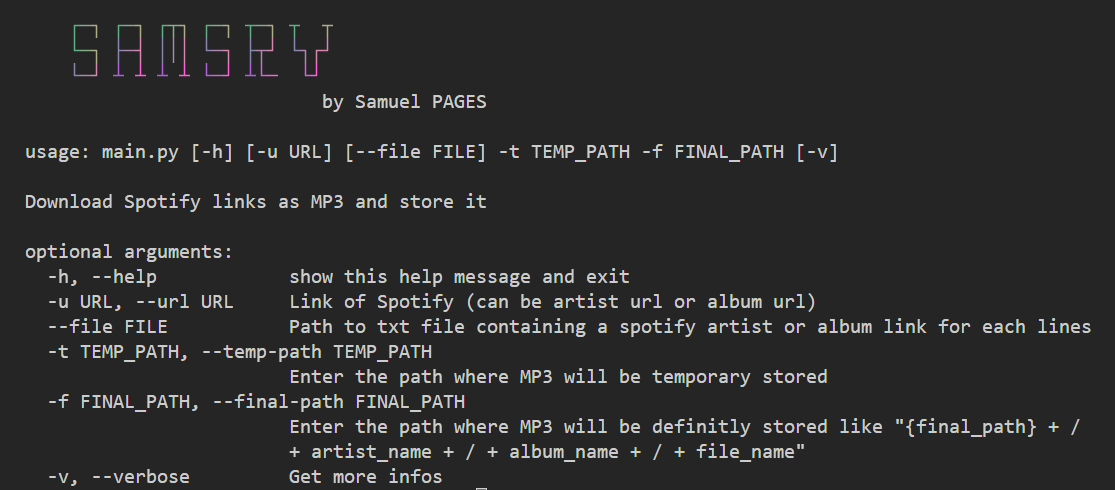 SAMSRY
by Samuel PAGES
usage: main.py [-h] [-u URL] [--file FILE] -t TEMP_PATH -f FINAL_PATH [-v]
Download Spotify links as MP3 and store it
optional arguments:
-h, --help            show this help message and exit
-u URL, --url URL     Link of Spotify (can be artist url or album url)
--file FILE           Path to txt file containing a spotify artist or album link for each lines
-t TEMP_PATH, --temp-path TEMP_PATH
Enter the path where MP3 will be temporary stored
-f FINAL_PATH, --final-path FINAL_PATH
Enter the path where MP3 will be definitly stored like "{final_path} + /
+ artist_name + / + album_name + / + file_name"
-v, --verbose         Get more infos